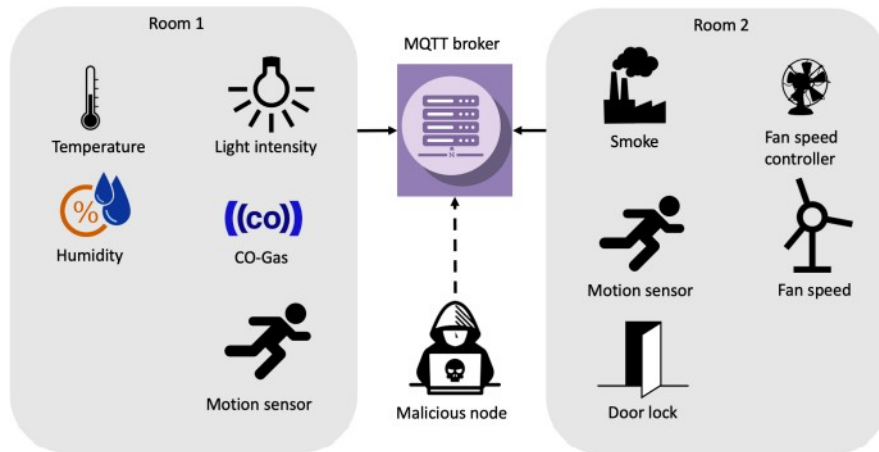 Room 1
Temperature
Light intensity
%
Humidity
((co))
CO-Gas
Motion sensor
MQTT broker
Malicious node
Room 2
Smoke
Fan speed
controller
Motion sensor
Fan speed
Door lock